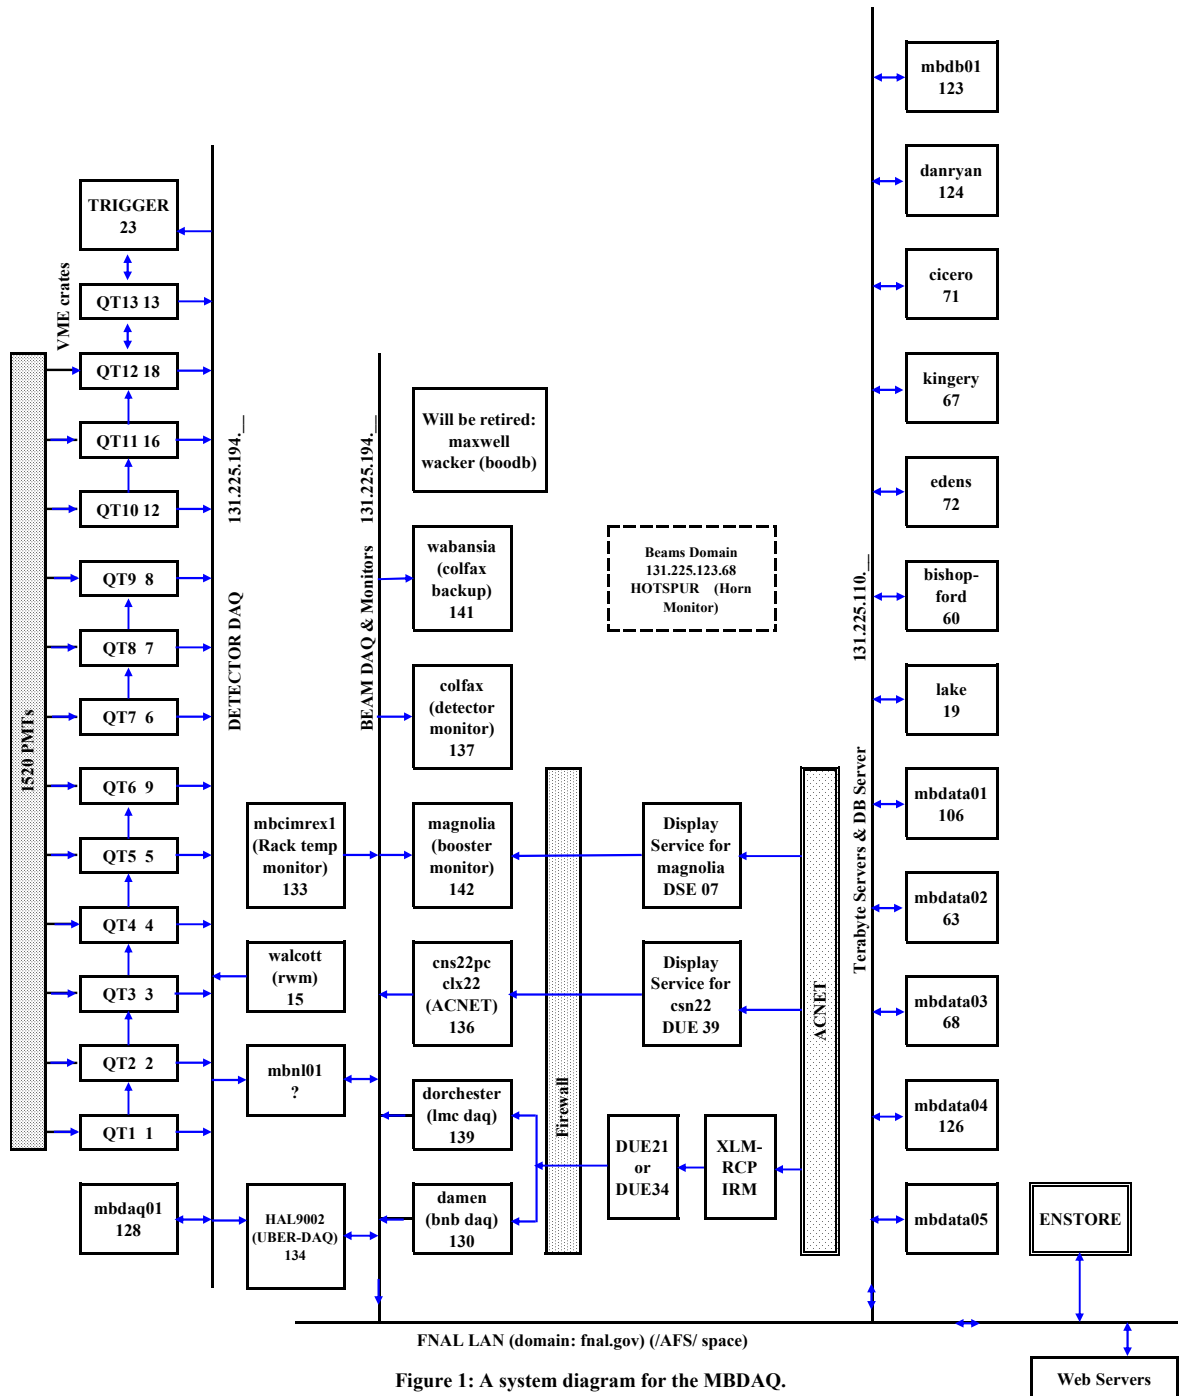 TRIGGER
23
VME crates
QT13 13
QT12 18
QT11 16
QT10 12
QT9 8
QT8 7
QT7 6
QT6 9
QT5 5
QT4 4
QT3 3
QT2 2
QT1 1
1520 PMTs
mbdaq01
128
DETECTOR DAQ
131.225.194.__
mbcimrex1
(Rack temp
monitor)
133
walcott
(rwm)
15
mbnl01
?
HAL9002
(UBER-DAQ)
134
BEAM DAQ & Monitors
131.225.194.__
Will be retired:
maxwell
wacker (boodb)
wabansia
(colfax
backup)
141
colfax
(detector
monitor)
137
magnolia
(booster
monitor)
142
cns22pc
clx22
(ACNET)
136
dorchester
(lmc daq)
139
damen
(bnb daq)
130
Firewall
Beams Domain
131.225.123.68
HOTSPUR (Horn
Monitor)
Display
Service for
magnolia
DSE 07
Display
Service for
csn22
DUE 39
DUE21
or
DUE34
XLM-
RCP
IRM
ACNET
Terabyte Servers & DB Server
131.225.110.__
mbdb01
123
danryan
124
cicero
71
kingery
67
edens
72
bishop-
ford
60
lake
19
mbdata01
106
mbdata02
63
mbdata03
68
mbdata04
126
mbdata05
ENSTORE
Web Servers
FNAL LAN (domain: fnal.gov) (/AFS/ space)
Figure 1: A system diagram for the MBDAQ.